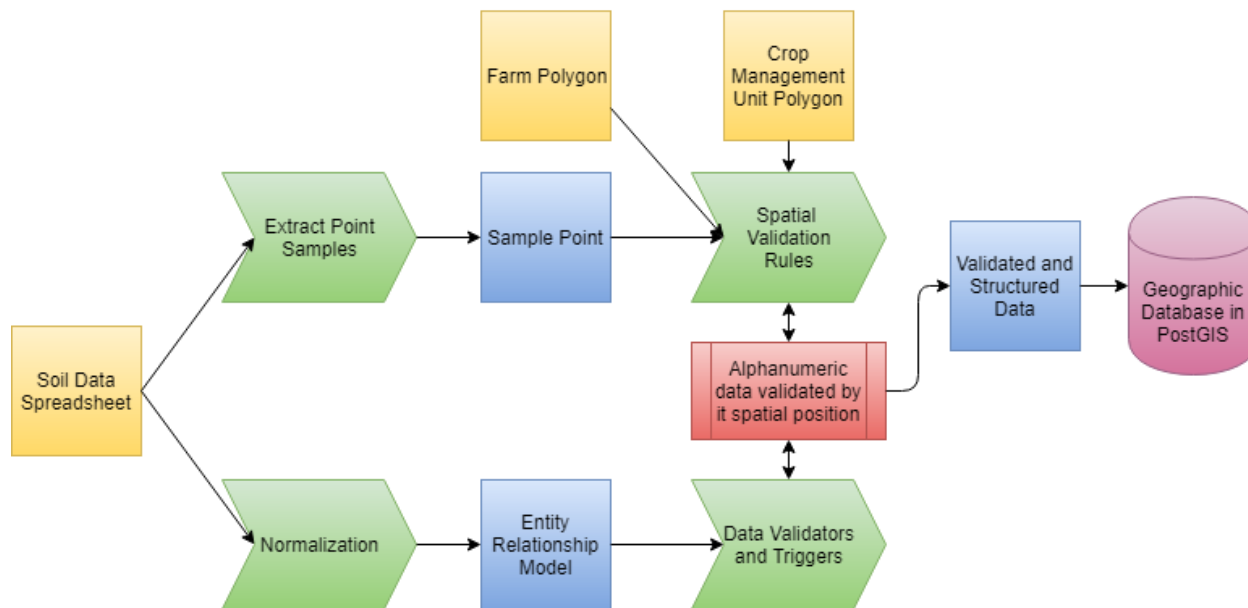 Farm Polygon
Crop
Management
Unit Polygon
Extract Point
Samples
Sample Point
Spatial
Validation
Rules
Validated and
Structured
Data
Geographic
Database in
PostGIS
Soil Data
Spreadsheet
Alphanumeric
data validated by
it spatial position
Normalization
Entity
Relationship
Model
Data Validators
and Triggers